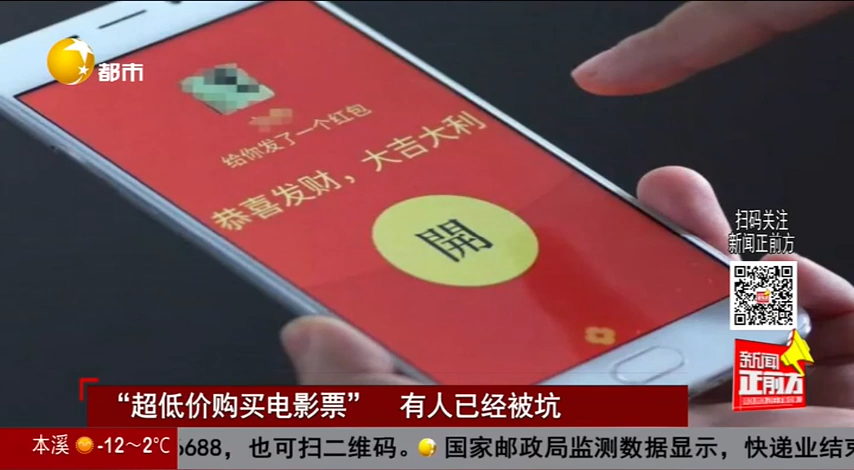 都市
给你发了一个红包
恭喜发财，大吉大利
開
扫码关注
新闻正前方
新闻
正前方
“超低价购买电影票” 有人已经被坑
本溪 -12～2℃ 6688，也可扫二维码。 国家邮政局监测数据显示，快递业结束